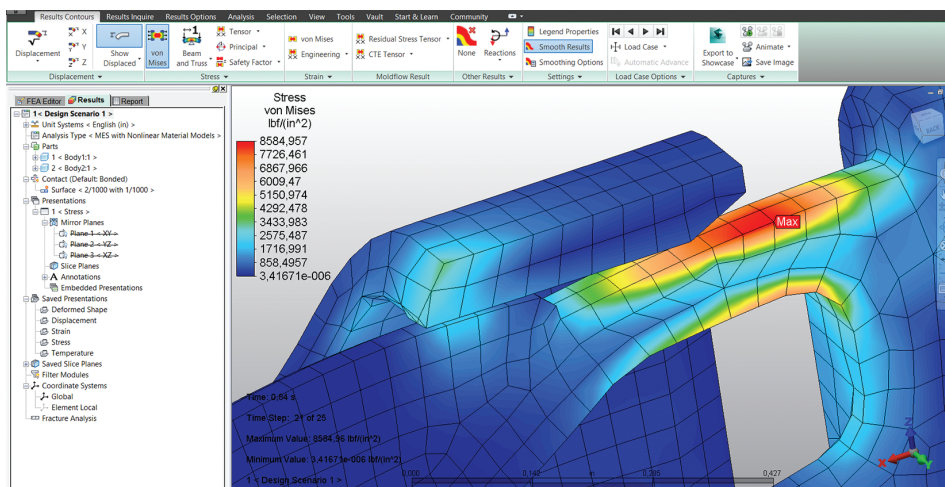 Results Contours Results Inquire Results Options Analysis Selection View Tools Vault Start & Learn Community
Displacement
X
Y
Z
Show Displaced
Displacement
von Mises
Beam and Truss
Tensor
Principal
Safety Factor
Stress
von Mises
Engineering
Strain
Residual Stress Tensor
CTE Tensor
Moldflow Result
None
Reactions
Other Results
Legend Properties
Smooth Results
Smoothing Options
Settings
Load Case
Automatic Advance
Load Case Options
Export to Showcase
Animate
Save Image
Captures
FEA Editor Results Report
1 < Design Scenario 1 >
Unit Systems < English (in) >
Analysis Type < MES with Nonlinear Material Models >
Parts
1 < Body1:1 >
2 < Body2:1 >
Contact (Default: Bonded)
Surface < 2/1000 with 1/1000 >
Presentations
1 < Stress >
Mirror Planes
Plane 1 < XY >
Plane 2 < YZ >
Plane 3 < XZ >
Slice Planes
Annotations
Embedded Presentations
Saved Presentations
Deformed Shape
Displacement
Strain
Stress
Temperature
Saved Slice Planes
Filter Modules
Coordinate Systems
Global
Element Local
Fracture Analysis
Stress
von Mises
lbf/(in^2)
8584,957
7726,461
6867,966
6009,47
5150,974
4292,478
3433,983
2575,487
1716,991
858,4957
3,41671e-006
Max
Time: 0,84 s
Time Step: 21 of 25
Maximum Value: 8584,96 lbf/(in^2)
Minimum Value: 3,41671e-006 lbf/(in^2)
0,000 0,142 in 0,285 0,427
1 < Design Scenario 1 >
Z
X
Y